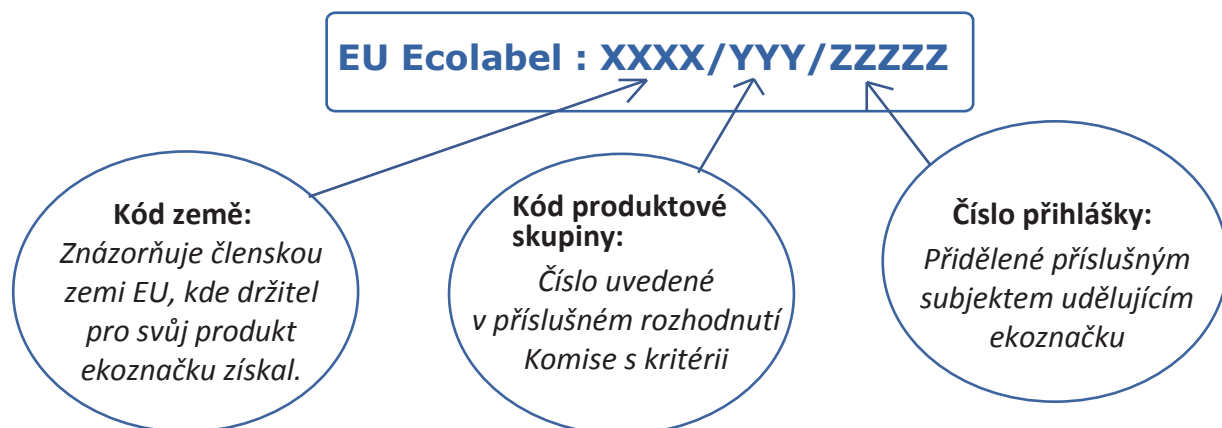 EU Ecolabel : XXXX/YYY/ZZZZZ
Kód země:
Znázorňuje členskou
zemi EU, kde držitel
pro svůj produkt
ekoznačku získal.
Kód produktové
skupiny:
Číslo uvedené
v příslušném rozhodnutí
Komise s kritérii
Číslo přihlášky:
Přidělené příslušným
subjektem udělujícím
ekoznačku